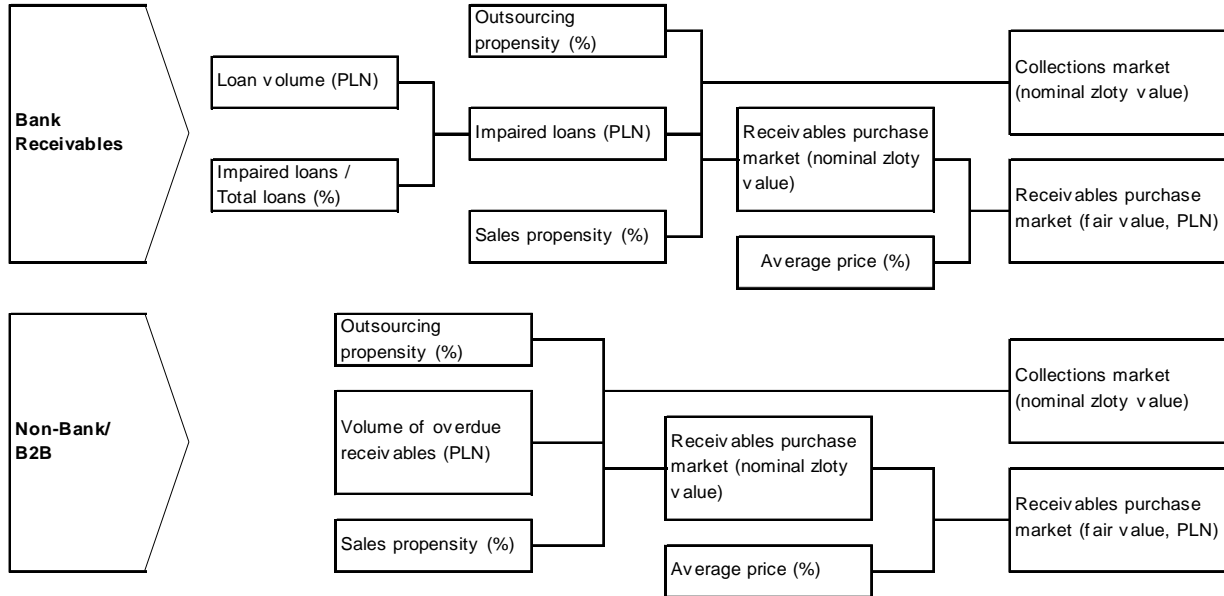 Bank
Receivables
Loan volume (PLN)
Impaired loans /
Total loans (%)
Outsourcing
propensity (%)
Impaired loans (PLN)
Sales propensity (%)
Receivables purchase
market (nominal zloty
value)
Average price (%)
Collections market
(nominal zloty value)
Receivables purchase
market (fair value, PLN)
Non-Bank/
B2B
Outsourcing
propensity (%)
Volume of overdue
receivables (PLN)
Sales propensity (%)
Receivables purchase
market (nominal zloty
value)
Average price (%)
Collections market
(nominal zloty value)
Receivables purchase
market (fair value, PLN)